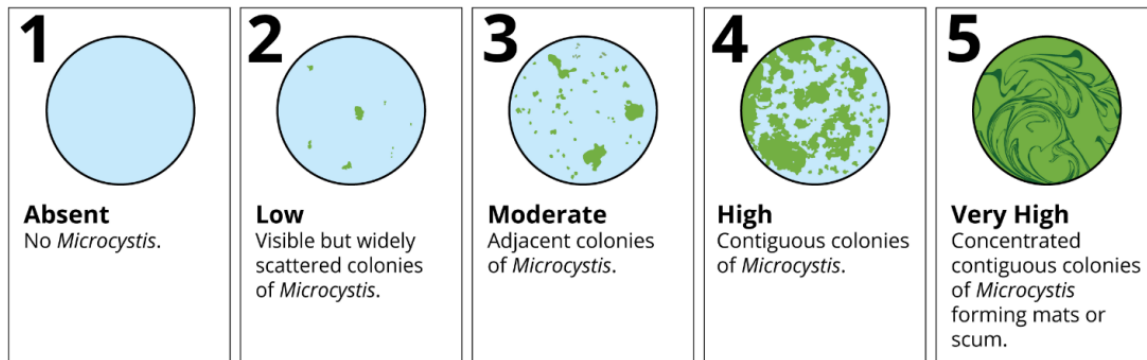 1
Absent
No Microcystis.
2
Low
Visible but widely
scattered colonies
of Microcystis.
3
Moderate
Adjacent colonies
of Microcystis.
4
High
Contiguous colonies
of Microcystis.
5
Very High
Concentrated
contiguous colonies
of Microcystis
forming mats or
scum.